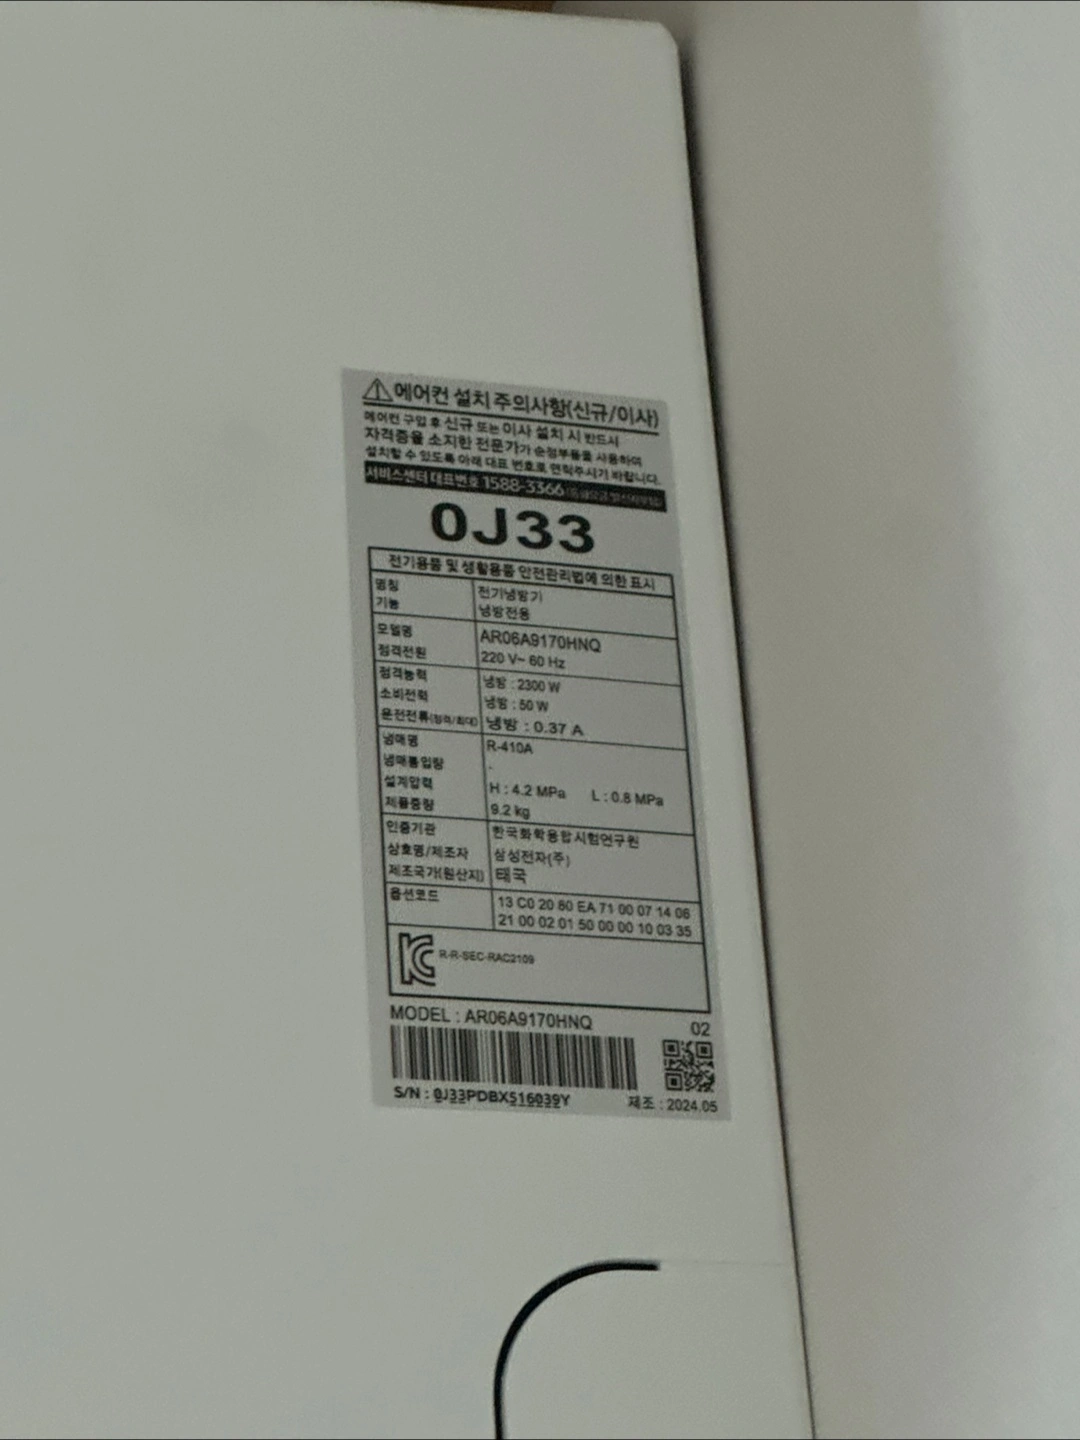 에어컨 설치 주의사항(신규/이사)
에어컨 구입 후 신규 또는 이사 설치 시 반드시
자격증을 소지한 전문가가 순정부품을 사용하여
설치할 수 있도록 아래 대표 번호로 연락주시기 바랍니다.
서비스센터 대표번호 1588-3366
0J33
전기용품 및 생활용품 안전관리법에 의한 표시
명칭 전기냉방기
기능 냉방전용
모델명 AR06A9170HNQ
정격전원 220 V~ 60 Hz
정격능력 냉방 : 2300 W
소비전력 냉방 : 50 W
운전전류(정격/최대) 냉방 : 0.37 A
냉매명 R-410A
냉매봉입량 -
설계압력 H : 4.2 MPa L : 0.8 MPa
제품중량 9.2 kg
인증기관 한국화학융합시험연구원
상호명/제조자 삼성전자(주)
제조국가(원산지) 태국
옵션코드 13 C0 20 80 EA 71 00 07 14 06
21 00 02 01 50 00 00 10 03 35
R-R-SEC-RAC2109
MODEL : AR06A9170HNQ 02
S/N : 0J33PDBX516039Y 제조 : 2024.05